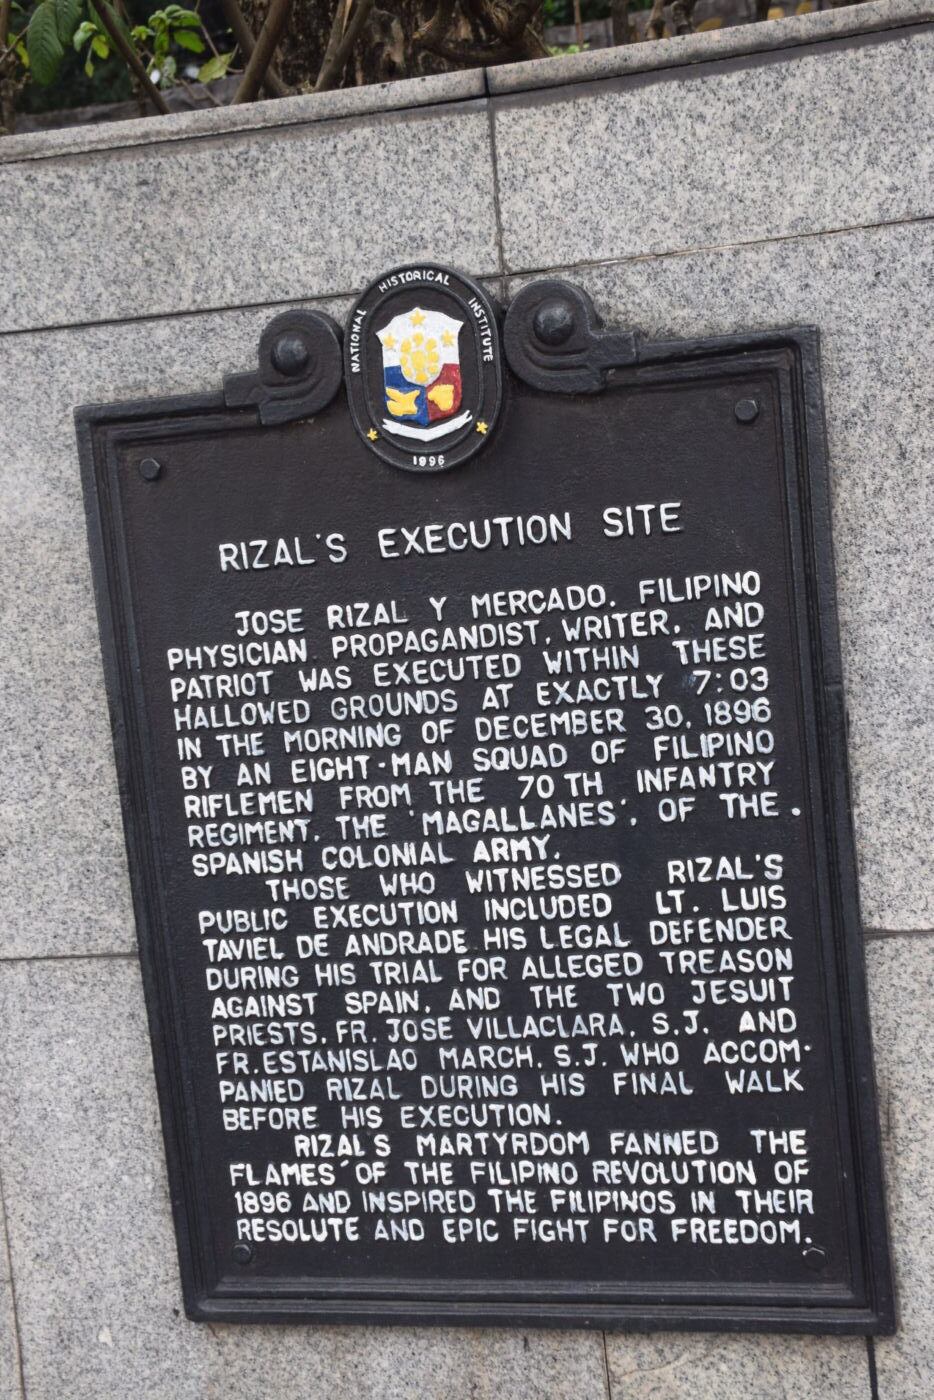 NATIONAL HISTORICAL INSTITUTE
1896
RIZAL'S EXECUTION SITE
JOSE RIZAL Y MERCADO, FILIPINO
PHYSICIAN, PROPAGANDIST, WRITER, AND
PATRIOT WAS EXECUTED WITHIN THESE
HALLOWED GROUNDS AT EXACTLY 7:03
IN THE MORNING OF DECEMBER 30, 1896
BY AN EIGHT-MAN SQUAD OF FILIPINO
RIFLEMEN FROM THE 70TH INFANTRY
REGIMENT, THE 'MAGALLANES', OF THE
SPANISH COLONIAL ARMY.
THOSE WHO WITNESSED RIZAL'S
PUBLIC EXECUTION INCLUDED LT. LUIS
TAVIEL DE ANDRADE, HIS LEGAL DEFENDER
DURING HIS TRIAL FOR ALLEGED TREASON
AGAINST SPAIN, AND THE TWO JESUIT
PRIESTS, FR. JOSE VILLACLARA, S.J. AND
FR. ESTANISLAO MARCH, S.J. WHO ACCOM-
PANIED RIZAL DURING HIS FINAL WALK
BEFORE HIS EXECUTION.
RIZAL'S MARTYRDOM FANNED THE
FLAMES OF THE FILIPINO REVOLUTION OF
1896 AND INSPIRED THE FILIPINOS IN THEIR
RESOLUTE AND EPIC FIGHT FOR FREEDOM.